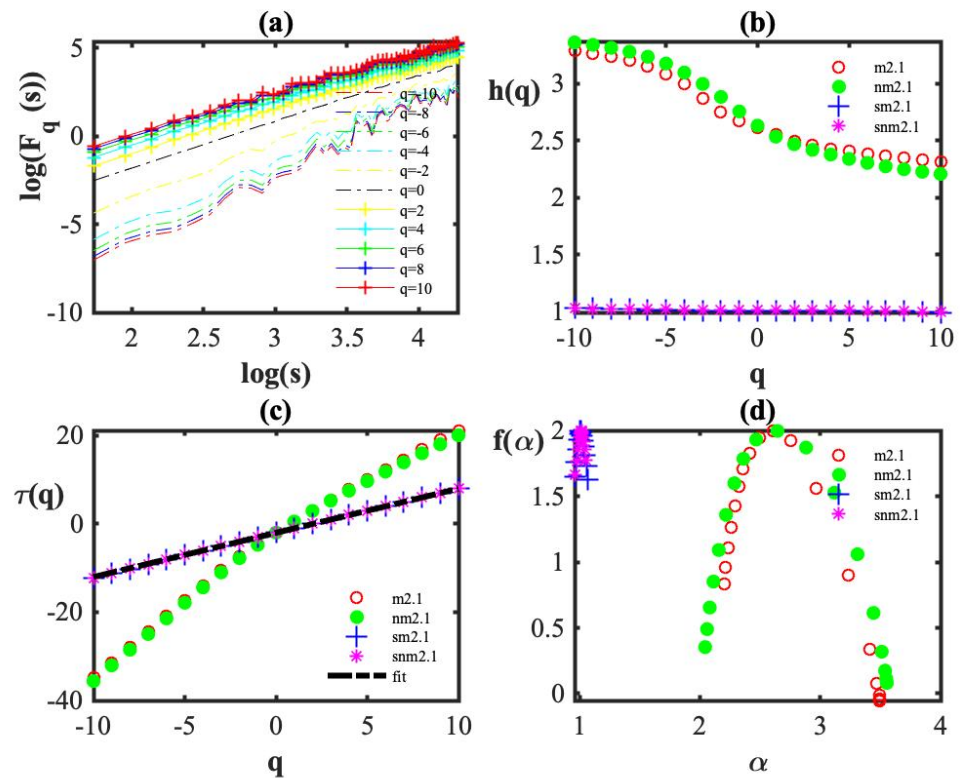 (a)
5
0
-5
-10
log(F_q (s))
2
2.5
3
3.5
4
log(s)
q=-10
q=-8
q=-6
q=-4
q=-2
q=0
q=2
q=4
q=6
q=8
q=10
(b)
h(q)
3
2.5
2
1.5
1
-10
-5
0
5
10
q
m2.1
nm2.1
sm2.1
snm2.1
(c)
20
τ(q)
0
-20
-40
-10
-5
0
5
10
q
m2.1
nm2.1
sm2.1
snm2.1
fit
(d)
2
f(α)
1.5
1
0.5
0
1
2
3
4
α
m2.1
nm2.1
sm2.1
snm2.1